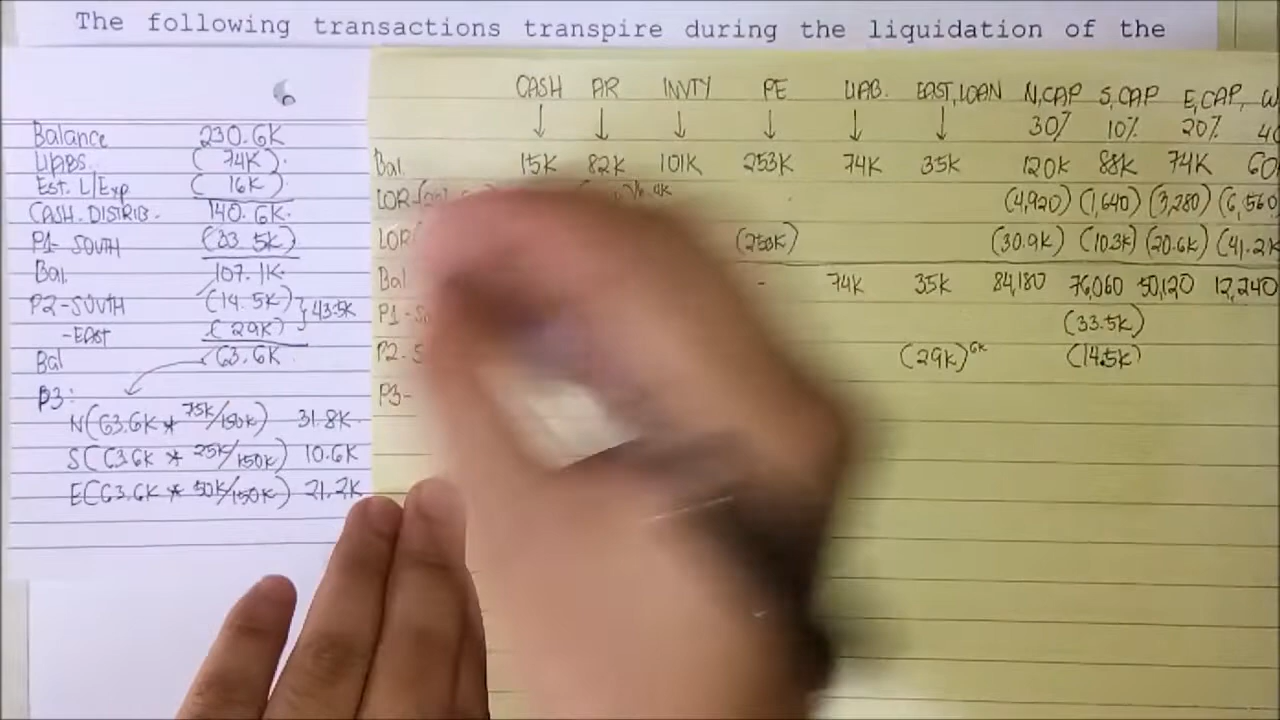 The following transactions transpire during the liquidation of the
Balance 230.6K
LIABS. (74K)
Est. L/Exp (16K)
CASH. DISTRIB. 140.6K
P1- SOUTH (33.5K)
Bal. 107.1K
P2-SOUTH (14.5K) } 43.5K
-EAST (29K)
Bal 63.6K
P3:
N(63.6K * 75K/150K) 31.8K
S(63.6K * 25K/150K) 10.6K
E(63.6K * 50K/150K) 21.2K
CASH AR INVTY PE LIAB. EAST, LOAN N,CAP S,CAP E,CAP,
30% 10% 20%
Bal. 15K 82K 101K 253K 74K 35K 120K 88K 74K
LOR (4,920) (1,640) (3,280) (6,560)
LOR (253K) (30.9K) (10.3K) (20.6K) (41.2K
Bal - 74K 35K 84,180 76,060 50,120 12,240
P1- (33.5K)
P2- (29K) 6K (14.5K)
P3-